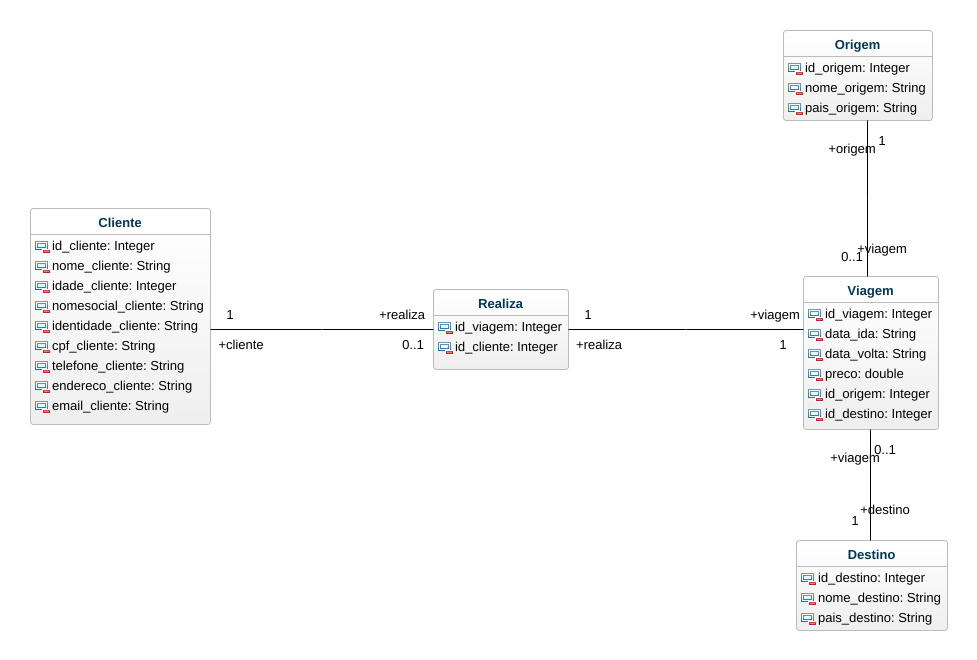 Origem
id_origem: Integer
nome_origem: String
pais_origem: String
1
+origem
+viagem
0..1
Cliente
id_cliente: Integer
nome_cliente: String
idade_cliente: Integer
nomesocial_cliente: String
identidade_cliente: String
cpf_cliente: String
telefone_cliente: String
endereco_cliente: String
email_cliente: String
1
+cliente
+realiza
0..1
Realiza
id_viagem: Integer
id_cliente: Integer
1
+realiza
+viagem
1
Viagem
id_viagem: Integer
data_ida: String
data_volta: String
preco: double
id_origem: Integer
id_destino: Integer
0..1
+viagem
+destino
1
Destino
id_destino: Integer
nome_destino: String
pais_destino: String